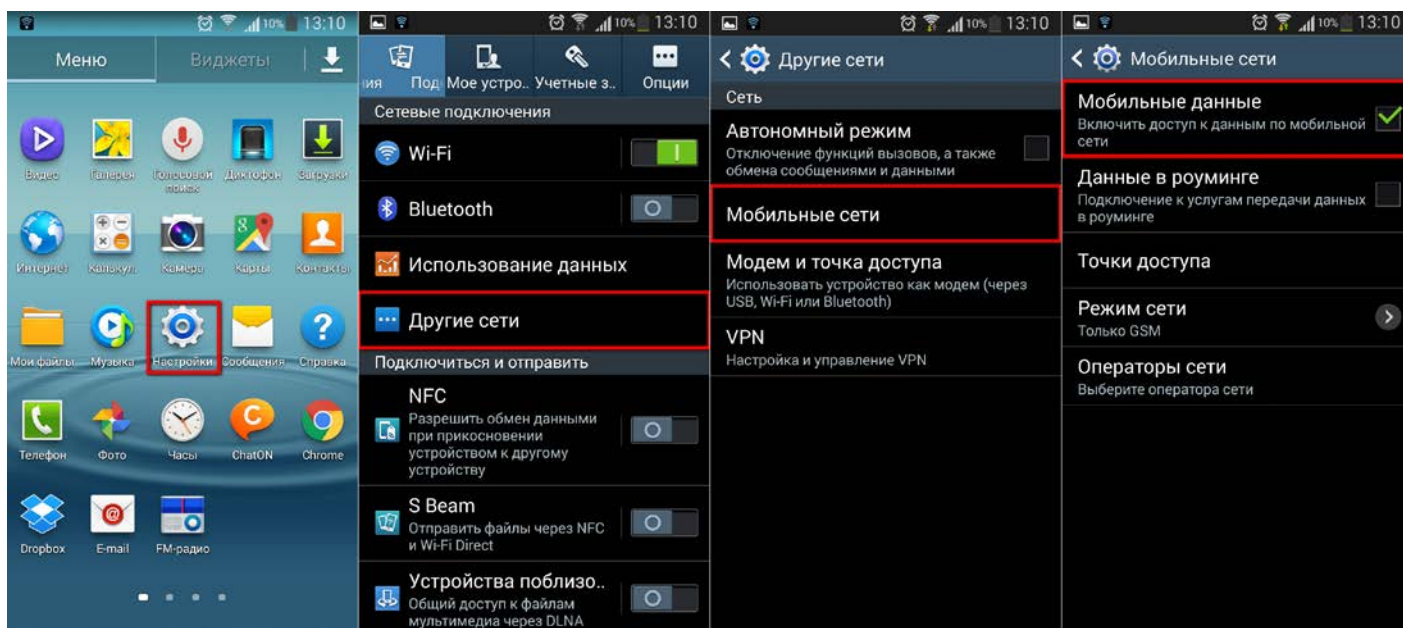 10% 13:10
Меню
Виджеты
Видео
Галерея
Голосовой
поиск
Диктофон
Загрузки
Интернет
Калькул.
Камера
Карты
Контакты
Мои файлы
Музыка
Настройки
Сообщения
Справка
Телефон
Фото
Часы
ChatON
Chrome
Dropbox
E-mail
FM-радио
10% 13:10
ия
Под
Мое устро..
Учетные з..
Опции
Сетевые подключения
Wi-Fi
Bluetooth
Использование данных
Другие сети
Подключиться и отправить
NFC
Разрешить обмен данными
при прикосновении
устройством к другому
устройству
S Beam
Отправить файлы через NFC
и Wi-Fi Direct
Устройства поблизо..
Общий доступ к файлам
мультимедиа через DLNA
10% 13:10
Другие сети
Сеть
Автономный режим
Отключение функций вызовов, а также
обмена сообщениями и данными
Мобильные сети
Модем и точка доступа
Использовать устройство как модем (через
USB, Wi-Fi или Bluetooth)
VPN
Настройка и управление VPN
10% 13:10
Мобильные сети
Мобильные данные
Включить доступ к данным по мобильной
сети
Данные в роуминге
Подключение к услугам передачи данных
в роуминге
Точки доступа
Режим сети
Только GSM
Операторы сети
Выберите оператора сети